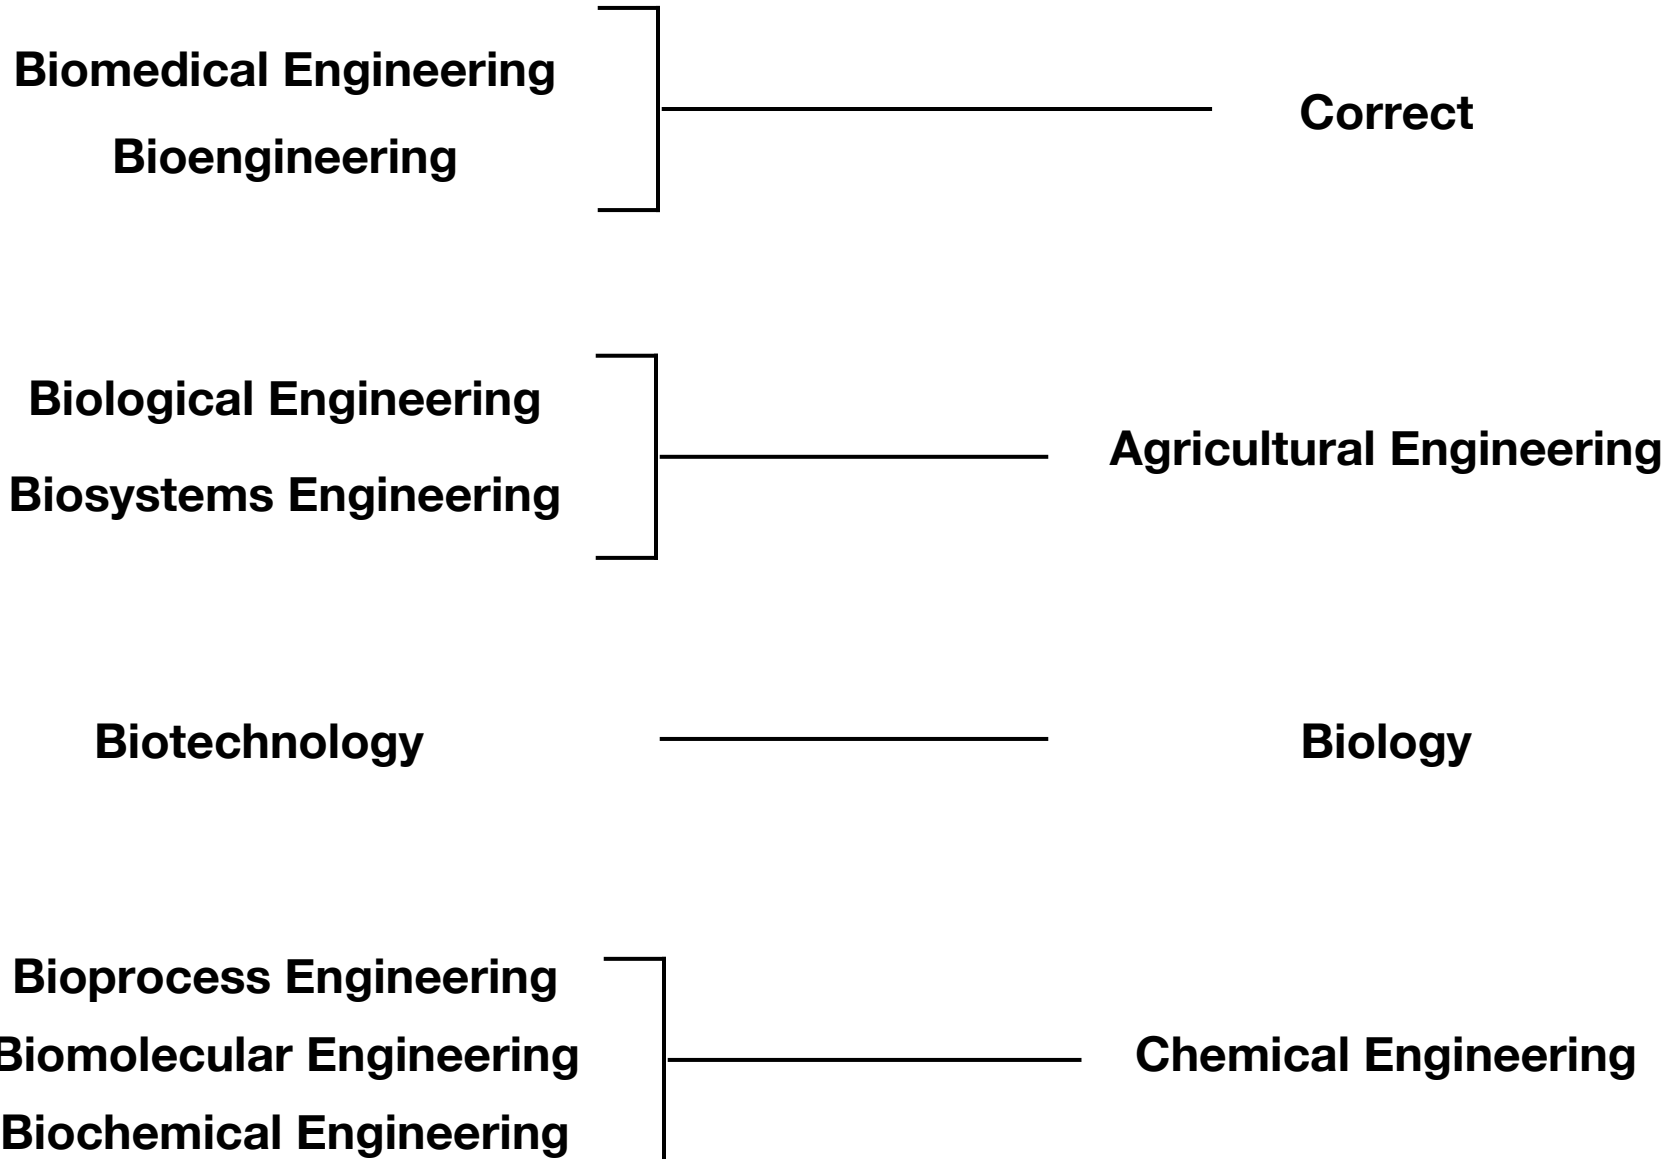 Biomedical Engineering
Bioengineering
Correct
Biological Engineering
Biosystems Engineering
Agricultural Engineering
Biotechnology
Biology
Bioprocess Engineering
Biomolecular Engineering
Biochemical Engineering
Chemical Engineering